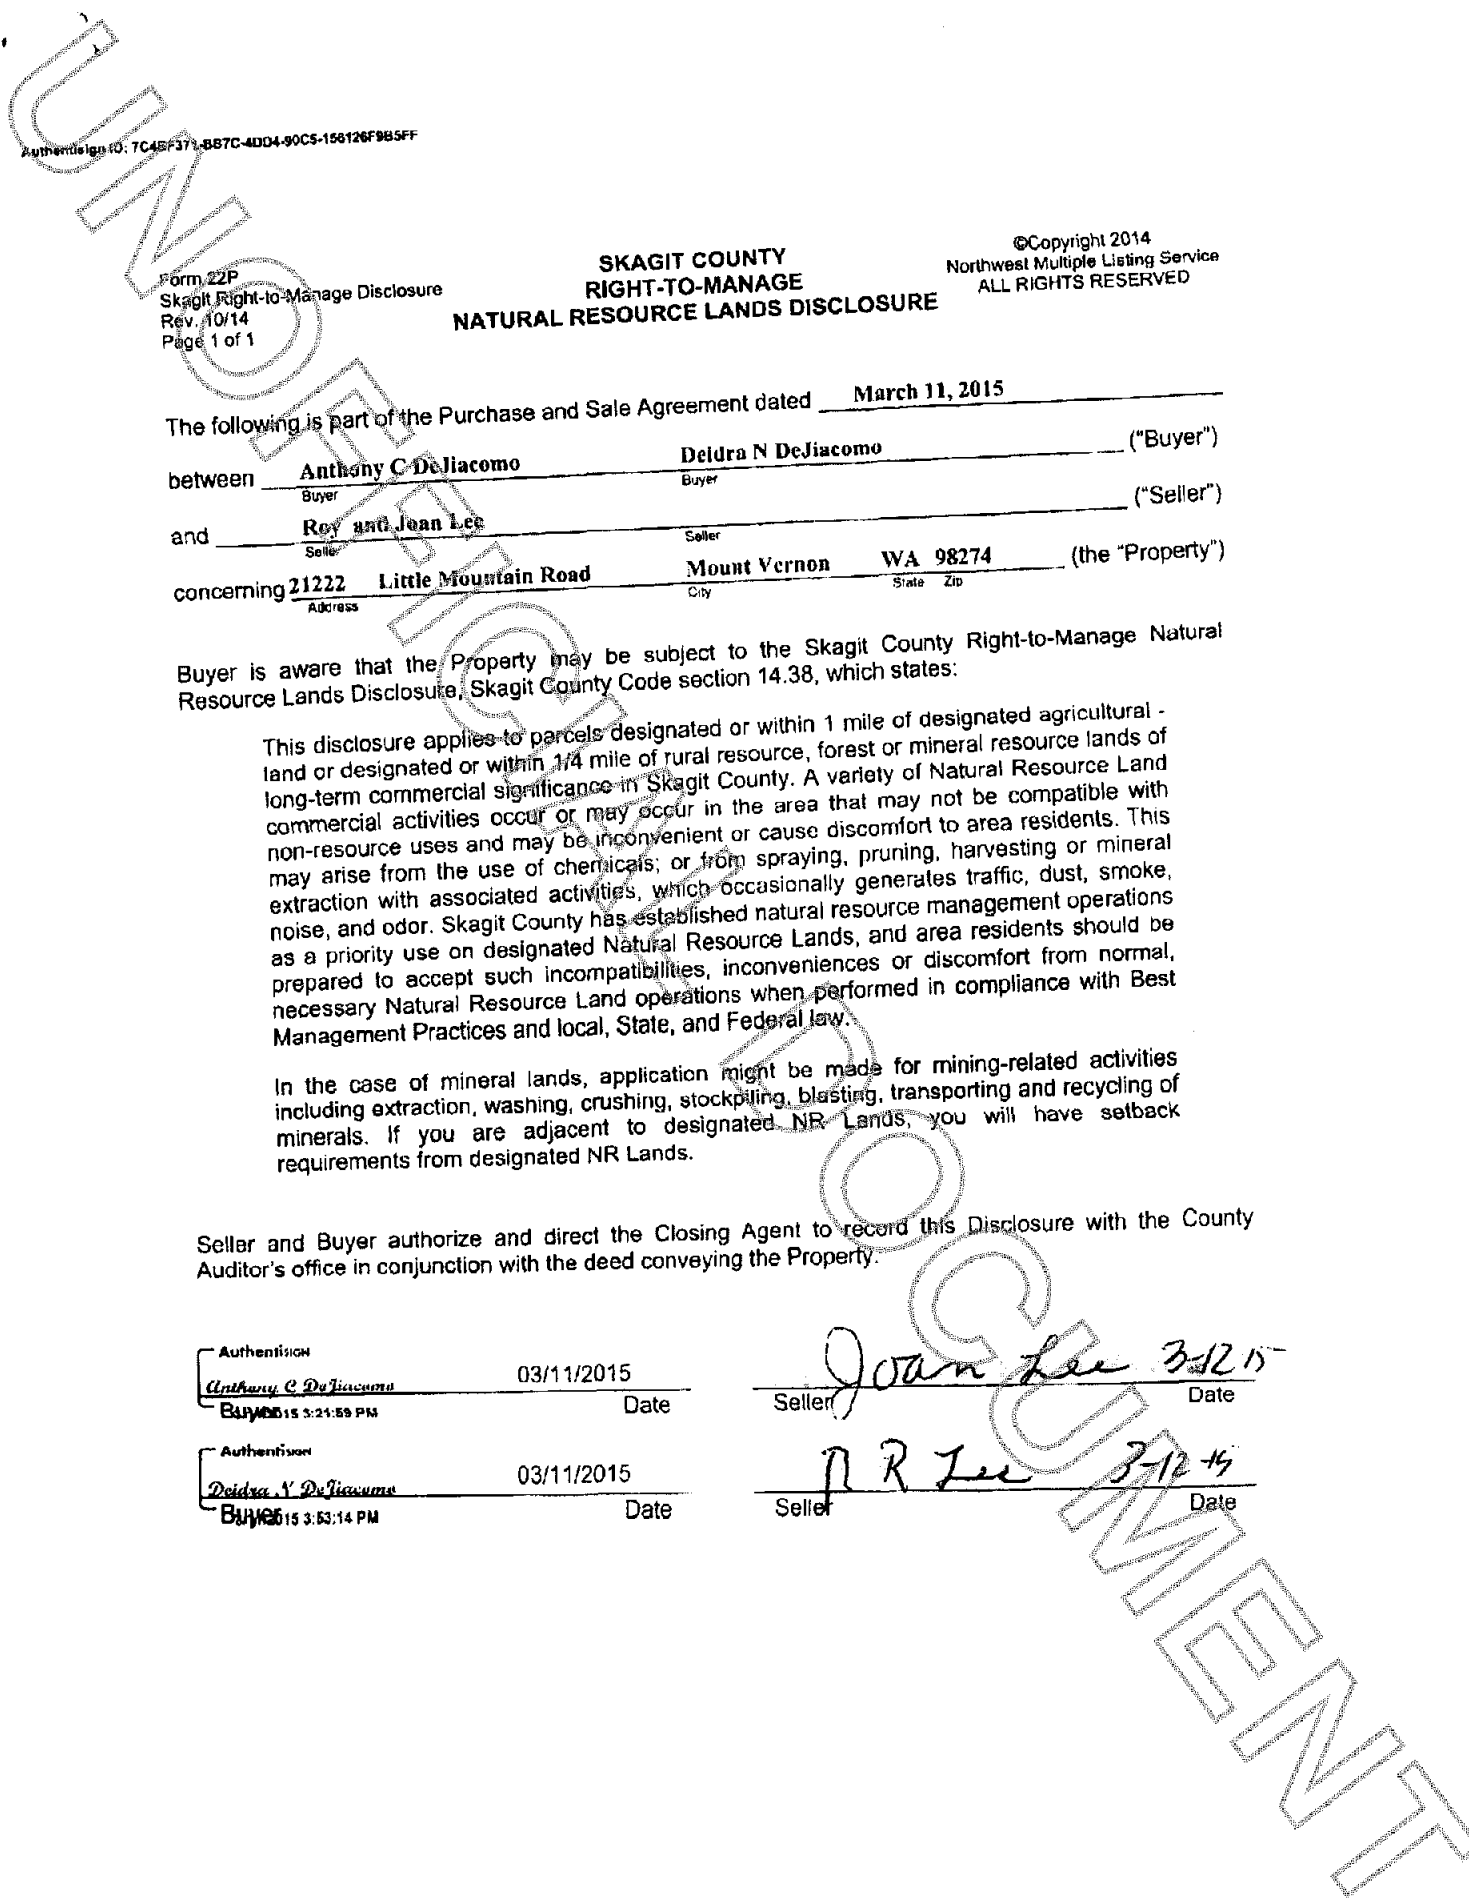 Authentisign ID: 7C4BF371-BB7C-4DD4-90C5-156126F9B5FF
Form 22P
Skagit Right-to-Manage Disclosure
Rev. 10/14
Page 1 of 1
SKAGIT COUNTY
RIGHT-TO-MANAGE
NATURAL RESOURCE LANDS DISCLOSURE
©Copyright 2014
Northwest Multiple Listing Service
ALL RIGHTS RESERVED
The following is part of the Purchase and Sale Agreement dated March 11, 2015
between Anthony C DeJiacomo Deidra N DeJiacomo ("Buyer")
Buyer Buyer
and Roy and Joan Lee ("Seller")
Seller Seller
concerning 21222 Little Mountain Road Mount Vernon WA 98274 (the "Property")
Address City State Zip
Buyer is aware that the Property may be subject to the Skagit County Right-to-Manage Natural
Resource Lands Disclosure, Skagit County Code section 14.38, which states:
This disclosure applies to parcels designated or within 1 mile of designated agricultural -
land or designated or within 1/4 mile of rural resource, forest or mineral resource lands of
long-term commercial significance in Skagit County. A variety of Natural Resource Land
commercial activities occur or may occur in the area that may not be compatible with
non-resource uses and may be inconvenient or cause discomfort to area residents. This
may arise from the use of chemicals; or from spraying, pruning, harvesting or mineral
extraction with associated activities, which occasionally generates traffic, dust, smoke,
noise, and odor. Skagit County has established natural resource management operations
as a priority use on designated Natural Resource Lands, and area residents should be
prepared to accept such incompatibilities, inconveniences or discomfort from normal,
necessary Natural Resource Land operations when performed in compliance with Best
Management Practices and local, State, and Federal law.
In the case of mineral lands, application might be made for mining-related activities
including extraction, washing, crushing, stockpiling, blasting, transporting and recycling of
minerals. If you are adjacent to designated NR Lands, you will have setback
requirements from designated NR Lands.
Seller and Buyer authorize and direct the Closing Agent to record this Disclosure with the County
Auditor's office in conjunction with the deed conveying the Property.
Authentisign
Anthony C DeJiacomo 03/11/2015 Joan Lee 3-12 15
Buyer 3:21:59 PM Date Seller Date
Authentisign
Deidra N DeJiacomo 03/11/2015 R Lee 3-12-15
Buyer 3:53:14 PM Date Seller Date
UNOFFICIAL DOCUMENT